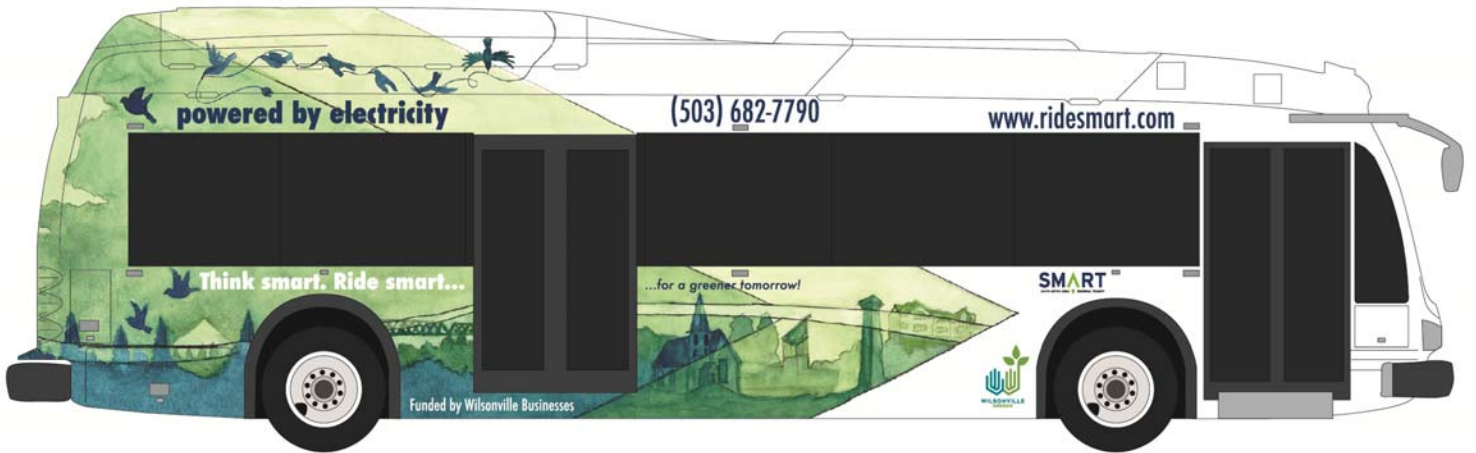 powered by electricity
(503) 682-7790
www.ridesmart.com
Think smart. Ride smart...
...for a greener tomorrow!
SMART
Funded by Wilsonville Businesses
WILSONVILLE
OREGON